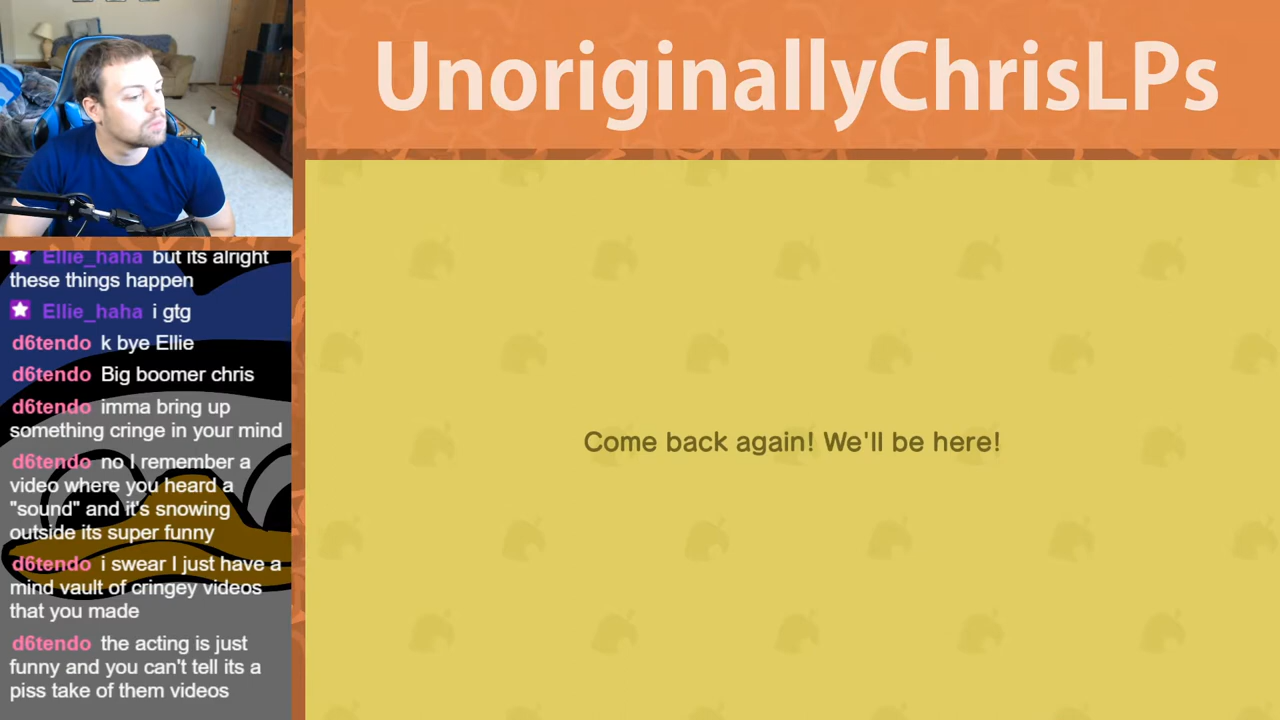 UnoriginallyChrisLPs
Come back again! We'll be here!
Ellie_haha but its alright
these things happen
Ellie_haha i gtg
d6tendo k bye Ellie
d6tendo Big boomer chris
d6tendo imma bring up
something cringe in your mind
d6tendo no I remember a
video where you heard a
"sound" and it's snowing
outside its super funny
d6tendo i swear I just have a
mind vault of cringey videos
that you made
d6tendo the acting is just
funny and you can't tell its a
piss take of them videos